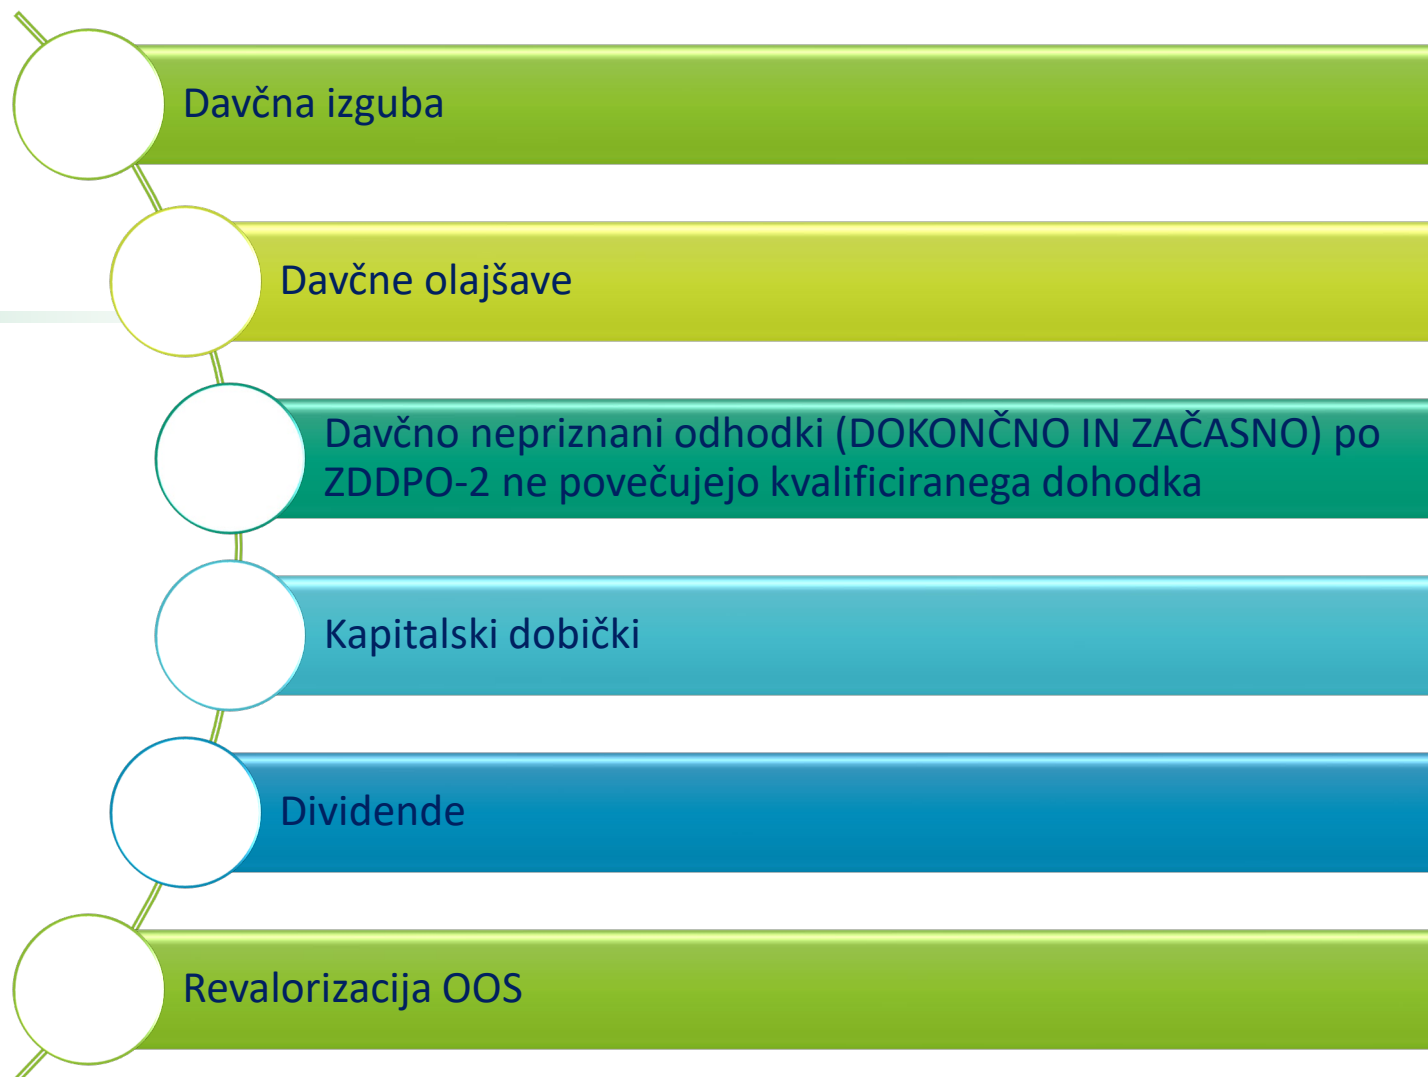 Davčna izguba
Davčne olajšave
Davčno nepriznani odhodki (DOKONČNO IN ZAČASNO) po
ZDDPO-2 ne povečujejo kvalificiranega dohodka
Kapitalski dobički
Dividende
Revalorizacija OOS